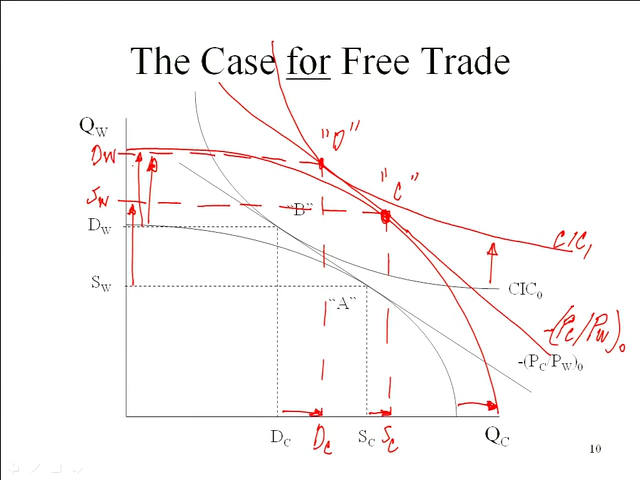 The Case for Free Trade
Qw
Dw
Sw
Dw
Sw
"D"
"C"
"B"
"A"
CIC₁
CIC₀
-(Pc/Pw)₀
-(Pc/Pw)₀
Dc
Dc
Sc
Sc
Qc
10